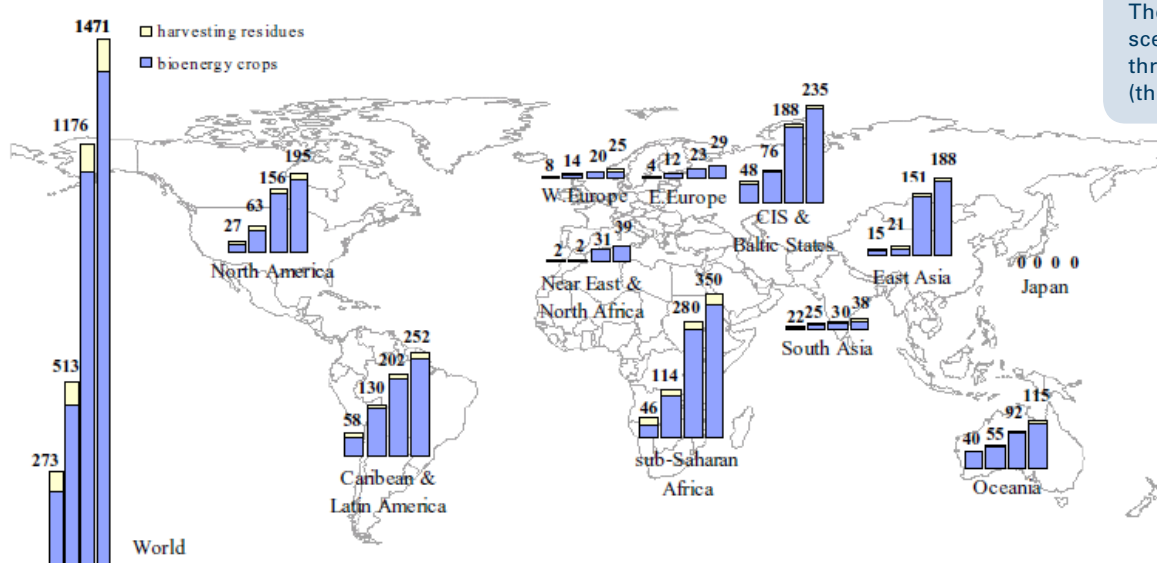 1471
harvesting residues
bioenergy crops
1176
513
273
World
27 63 156 195
North America
58 130 202 252
Caribean &
Latin America
8 14 20 25
W.Europe
4 12 23 29
E.Europe
48 76 188 235
CIS &
Baltic States
2 2 31 39
Near East &
North Africa
46 114 280 350
sub-Saharan
Africa
15 21 151 188
East Asia
0 0 0 0
Japan
22 25 30 38
South Asia
40 55 92 115
Oceania
(th